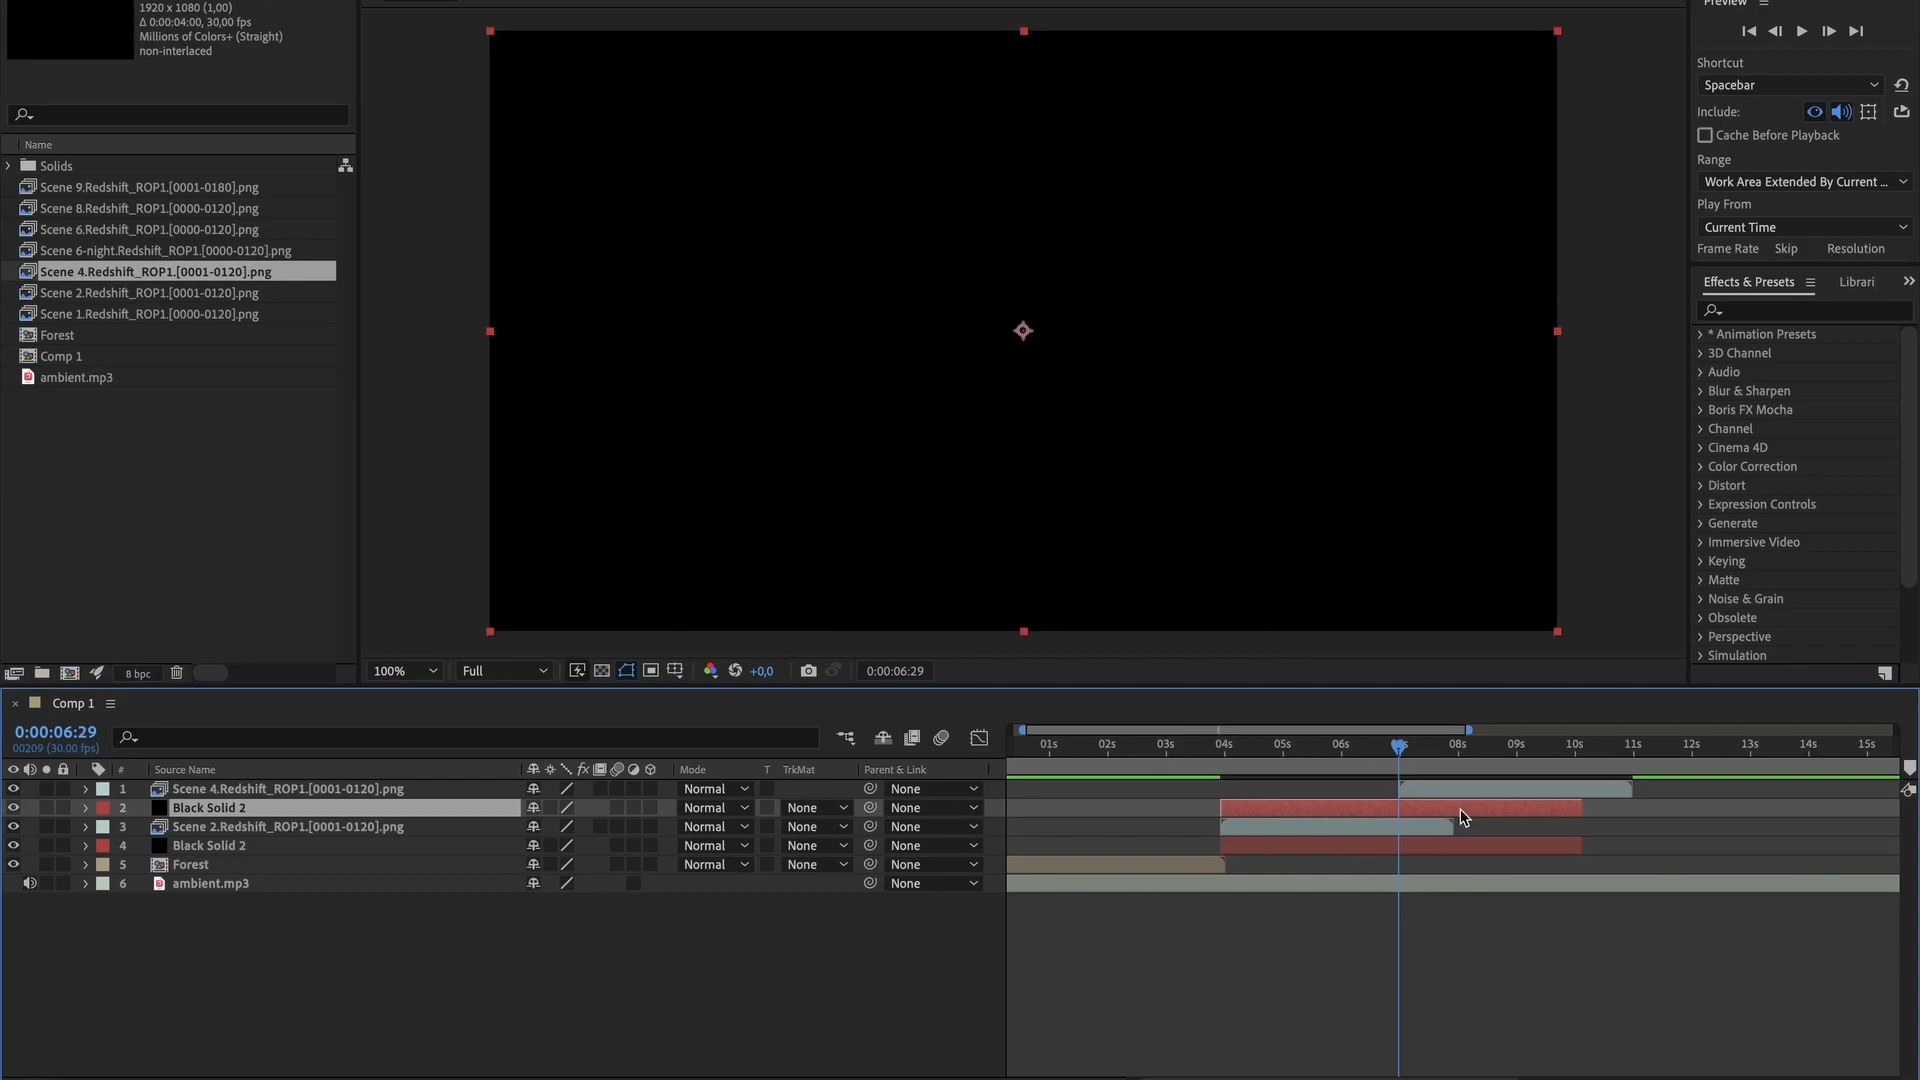 1920 x 1080 (1,00)
Δ 0:00:04:00, 30,00 fps
Millions of Colors+ (Straight)
non-interlaced
Name
Solids
Scene 9.Redshift_ROP1.[0001-0180].png
Scene 8.Redshift_ROP1.[0000-0120].png
Scene 6.Redshift_ROP1.[0000-0120].png
Scene 6-night.Redshift_ROP1.[0000-0120].png
Scene 4.Redshift_ROP1.[0001-0120].png
Scene 2.Redshift_ROP1.[0001-0120].png
Scene 1.Redshift_ROP1.[0000-0120].png
Forest
Comp 1
ambient.mp3
8 bpc
100%
Full
+0,0
0:00:06:29
Preview
Shortcut
Spacebar
Include:
Cache Before Playback
Range
Work Area Extended By Current ...
Play From
Current Time
Frame Rate Skip Resolution
Effects & Presets
Librari
* Animation Presets
3D Channel
Audio
Blur & Sharpen
Boris FX Mocha
Channel
Cinema 4D
Color Correction
Distort
Expression Controls
Generate
Immersive Video
Keying
Matte
Noise & Grain
Obsolete
Perspective
Simulation
Comp 1
0:00:06:29
00209 (30.00 fps)
01s 02s 03s 04s 05s 06s 08s 09s 10s 11s 12s 13s 14s 15s
# Source Name fx Mode T TrkMat Parent & Link
1 Scene 4.Redshift_ROP1.[0001-0120].png Normal None
2 Black Solid 2 Normal None None
3 Scene 2.Redshift_ROP1.[0001-0120].png Normal None None
4 Black Solid 2 Normal None None
5 Forest Normal None None
6 ambient.mp3 None